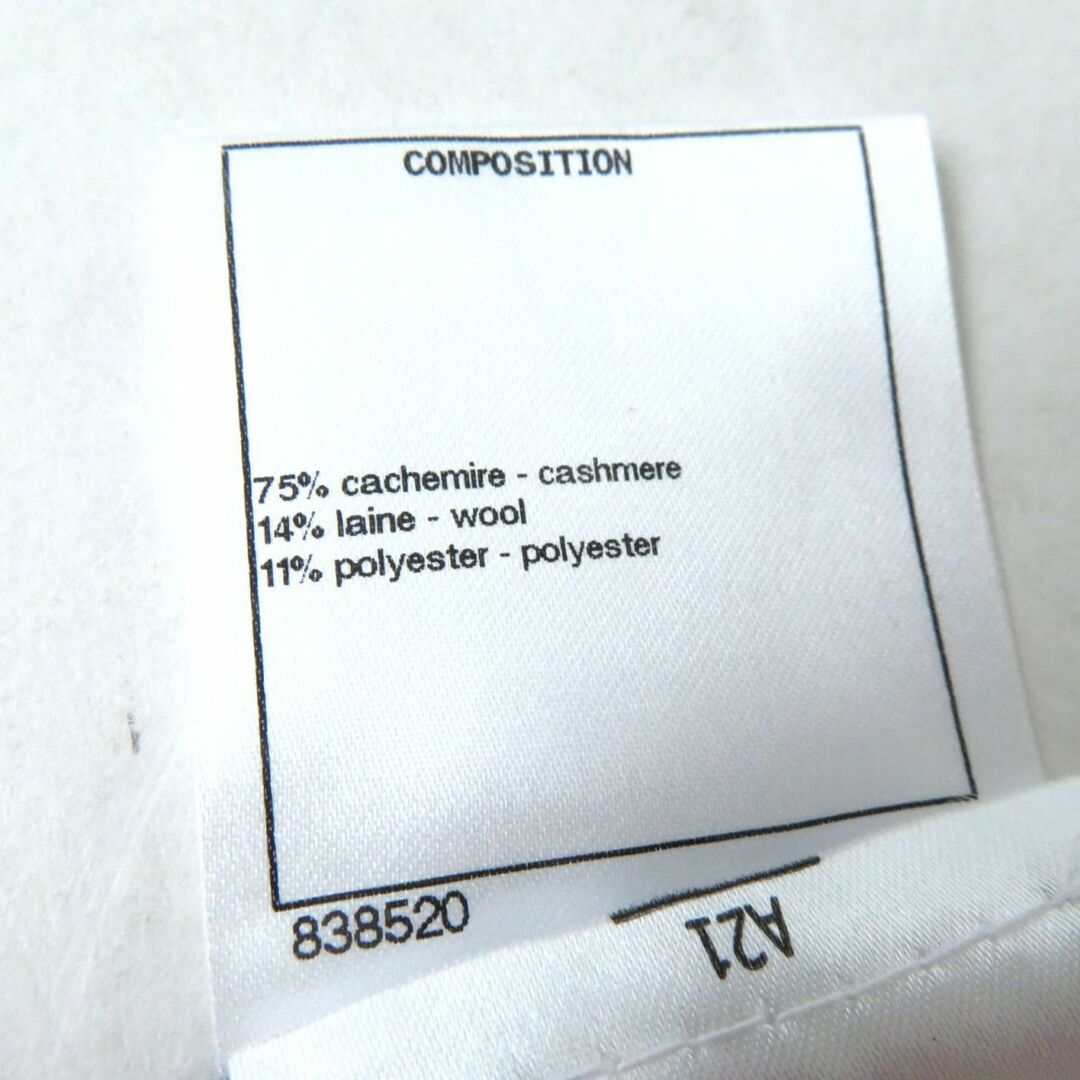 COMPOSITION
75% cachemire - cashmere
14% laine - wool
11% polyester - polyester
838520
A21